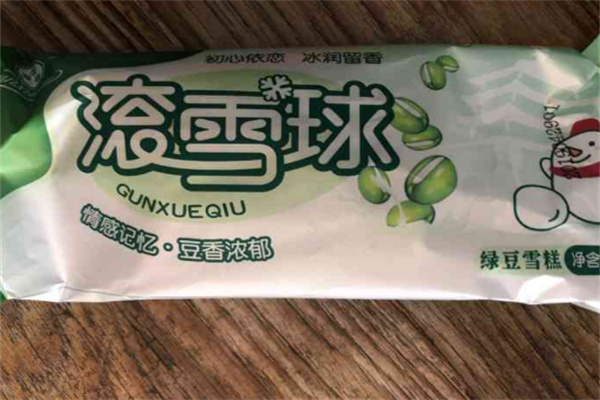 初心依恋 冰润留香
滚雪球
GUNXUEQIU
情感记忆·豆香浓郁
绿豆雪糕
净含